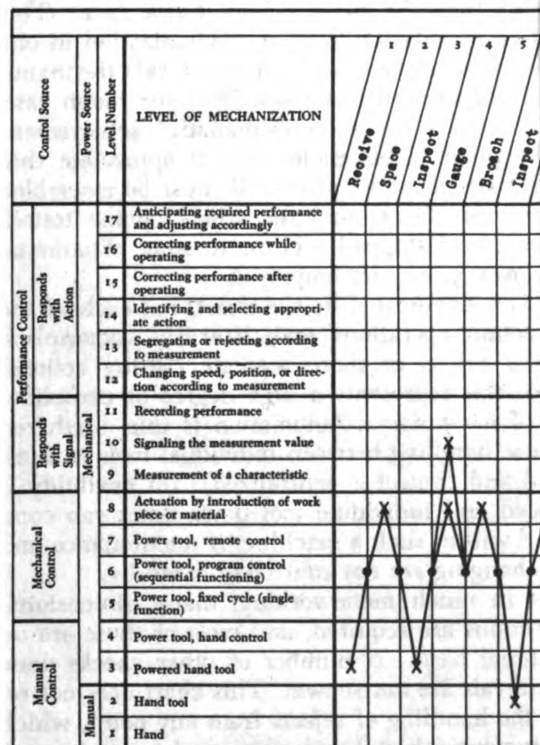 1 2 3 4 5
Control Source
Power Source
Level Number
LEVEL OF MECHANIZATION
Receive
Space
Inspect
Gauge
Broach
Inspect
Performance Control
Responds
with
Action
Responds
with
Signal
Mechanical
Control
Manual
Control
Mechanical
Manual
17 Anticipating required performance
and adjusting accordingly
16 Correcting performance while
operating
15 Correcting performance after
operating
14 Identifying and selecting appropri-
ate action
13 Segregating or rejecting according
to measurement
12 Change speed, position, or direc-
tion according to measurement
11 Recording performance
10 Signaling the measurement value
9 Measurement of characteristic
8 Actuation by introduction of work
piece or material
7 Power tool, remote control
6 Power tool, program control
(sequential functioning)
5 Power tool, fixed cycle (single
function)
4 Power tool, hand control
3 Powered hand tool
2 Hand tool
1 Hand